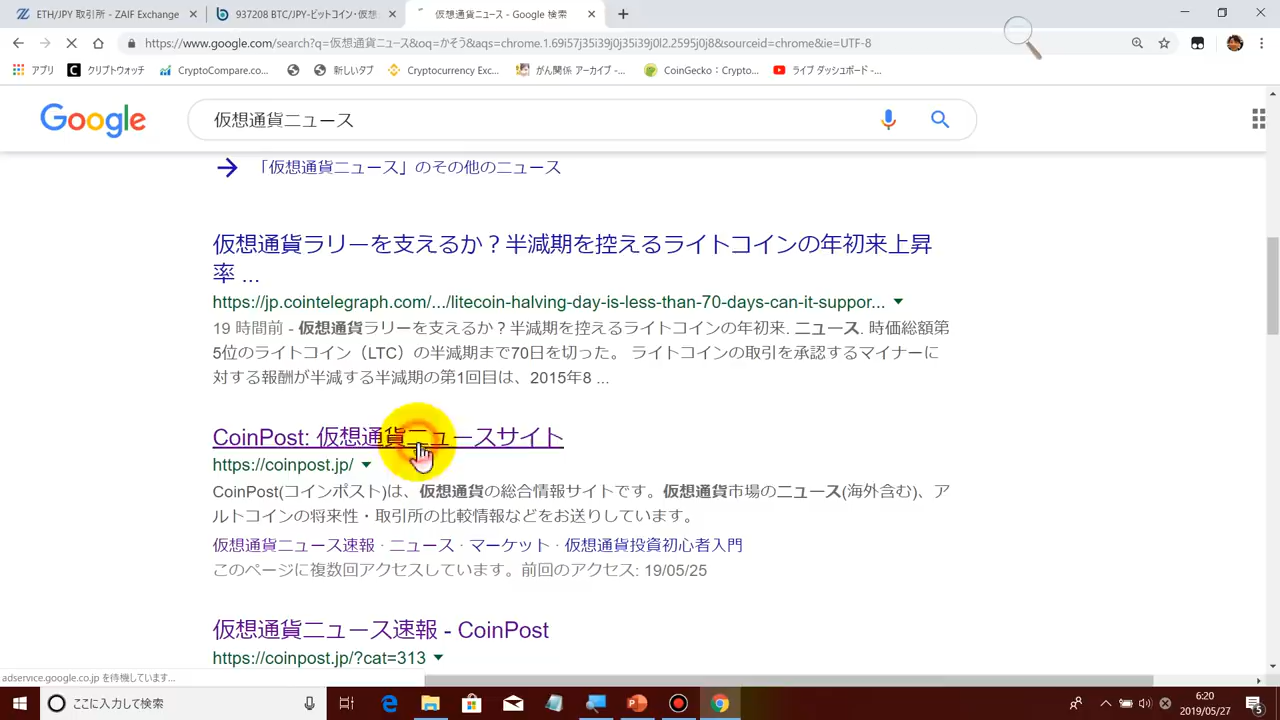 ETH/JPY 取引所 - ZAIF Exchange
937208 BTC/JPY-ビットコイン・仮想
仮想通貨ニュース - Google 検索
https://www.google.com/search?q=仮想通貨ニュース&oq=かそう&aqs=chrome.1.69i57j35i39j0j35i39j0l2.2595j0j8&sourceid=chrome&ie=UTF-8
アプリ
クリプトウォッチ
CryptoCompare.co...
新しいタブ
Cryptocurrency Exc...
がん関係 アーカイブ -...
CoinGecko：Crypto...
ライブ ダッシュボード -...
Google
仮想通貨ニュース
「仮想通貨ニュース」のその他のニュース
仮想通貨ラリーを支えるか？半減期を控えるライトコインの年初来上昇
率 ...
https://jp.cointelegraph.com/.../litecoin-halving-day-is-less-than-70-days-can-it-suppor...
19 時間前 - 仮想通貨ラリーを支えるか？半減期を控えるライトコインの年初来. ニュース. 時価総額第
5位のライトコイン（LTC）の半減期まで70日を切った。 ライトコインの取引を承認するマイナーに
対する報酬が半減する半減期の第1回目は、2015年8 ...
CoinPost: 仮想通貨ニュースサイト
https://coinpost.jp/
CoinPost(コインポスト)は、仮想通貨の総合情報サイトです。仮想通貨市場のニュース(海外含む)、ア
ルトコインの将来性・取引所の比較情報などをお送りしています。
仮想通貨ニュース速報 · ニュース · マーケット · 仮想通貨投資初心者入門
このページに複数回アクセスしています。前回のアクセス: 19/05/25
仮想通貨ニュース速報 - CoinPost
https://coinpost.jp/?cat=313
adservice.google.co.jp を待機しています...
ここに入力して検索
6:20
2019/05/27
5